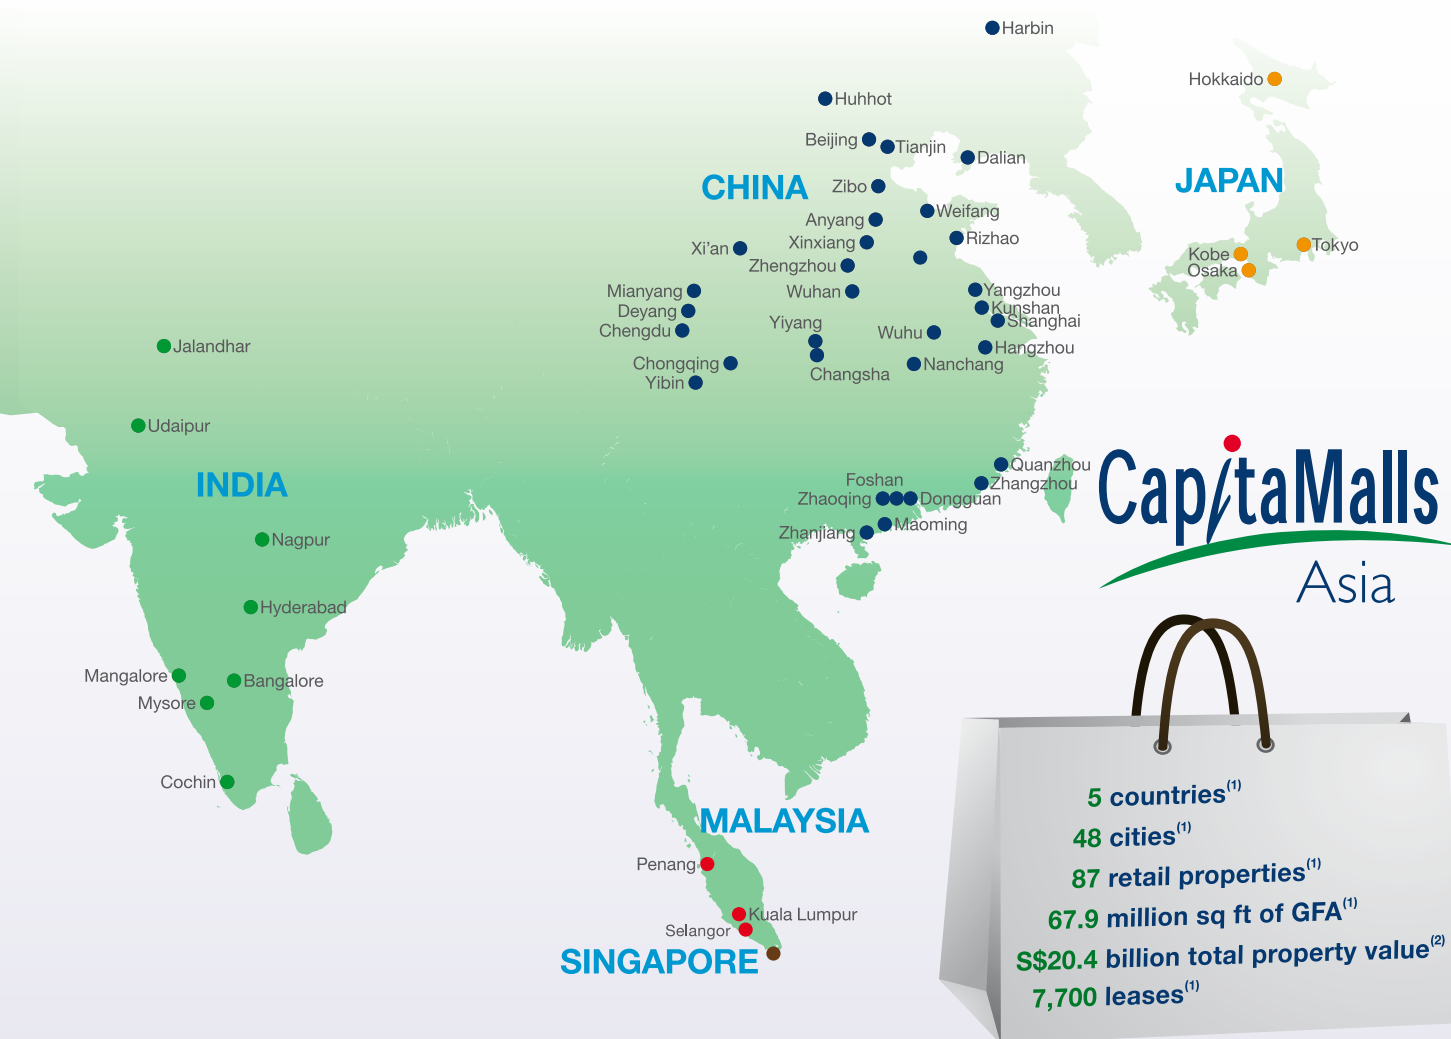 Harbin
Hokkaido
Huhhot
Beijing
Tianjin
Dalian
CHINA
Zibo
JAPAN
Weifang
Anyang
Xinxiang
Rizhao
Xi'an
Tokyo
Kobe
Zhengzhou
Osaka
Mianyang
Wuhan
Yangzhou
Kunshan
Deyang
Shanghai
Yiyang
Chengdu
Wuhu
Jalandhar
Hangzhou
Chongqing
Nanchang
Changsha
Yibin
Udaipur
Quanzhou
INDIA
Foshan
Zhangzhou
Zhaoqing
Dongguan
CapitaMalls
Asia
Maoming
Zhanjiang
Nagpur
Hyderabad
Mangalore
Bangalore
Mysore
Cochin
MALAYSIA
Penang
Kuala Lumpur
Selangor
SINGAPORE
5 countries(1)
48 cities(1)
87 retail properties(1)
67.9 million sq ft of GFA(1)
S$20.4 billion total property value(2)
7,700 leases(1)